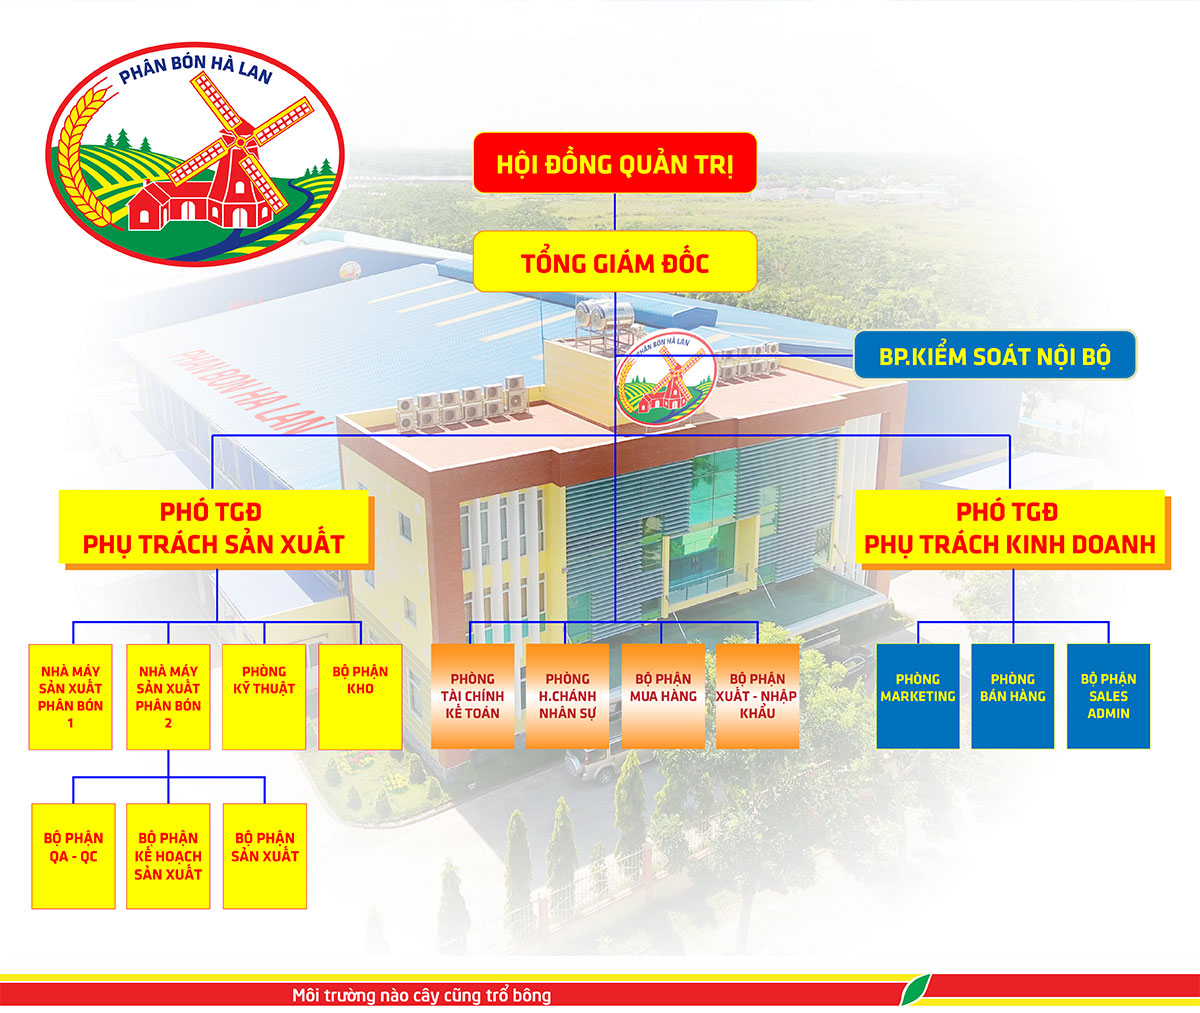 PHÂN BÓN HÀ LAN
HỘI ĐỒNG QUẢN TRỊ
TỔNG GIÁM ĐỐC
PHÂN BÓN HÀ LAN
BP.KIỂM SOÁT NỘI BỘ
PHAN BON HA LAN
PHÓ TGĐ
PHỤ TRÁCH SẢN XUẤT
PHÓ TGĐ
PHỤ TRÁCH KINH DOANH
NHÀ MÁY
SẢN XUẤT
PHÂN BÓN
1
NHÀ MÁY
SẢN XUẤT
PHÂN BÓN
2
PHÒNG
KỸ THUẬT
BỘ PHẬN
KHO
PHÒNG
TÀI CHÍNH
KẾ TOÁN
PHÒNG
H.CHÁNH
NHÂN SỰ
BỘ PHẬN
MUA HÀNG
BỘ PHẬN
XUẤT - NHẬP
KHẨU
PHÒNG
MARKETING
PHÒNG
BÁN HÀNG
BỘ PHẬN
SALES
ADMIN
BỘ PHẬN
QA - QC
BỘ PHẬN
KẾ HOẠCH
SẢN XUẤT
BỘ PHẬN
SẢN XUẤT
Môi trường nào cây cũng trổ bông